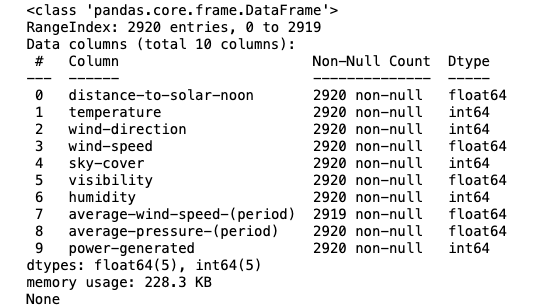 <class 'pandas.core.frame.DataFrame'>
RangeIndex: 2920 entries, 0 to 2919
Data columns (total 10 columns):
 #   Column                       Non-Null Count  Dtype
---  ------                       --------------  -----
 0   distance-to-solar-noon       2920 non-null   float64
 1   temperature                  2920 non-null   int64
 2   wind-direction               2920 non-null   int64
 3   wind-speed                   2920 non-null   float64
 4   sky-cover                    2920 non-null   int64
 5   visibility                   2920 non-null   float64
 6   humidity                     2920 non-null   int64
 7   average-wind-speed-(period)  2919 non-null   float64
 8   average-pressure-(period)    2920 non-null   float64
 9   power-generated              2920 non-null   int64
dtypes: float64(5), int64(5)
memory usage: 228.3 KB
None